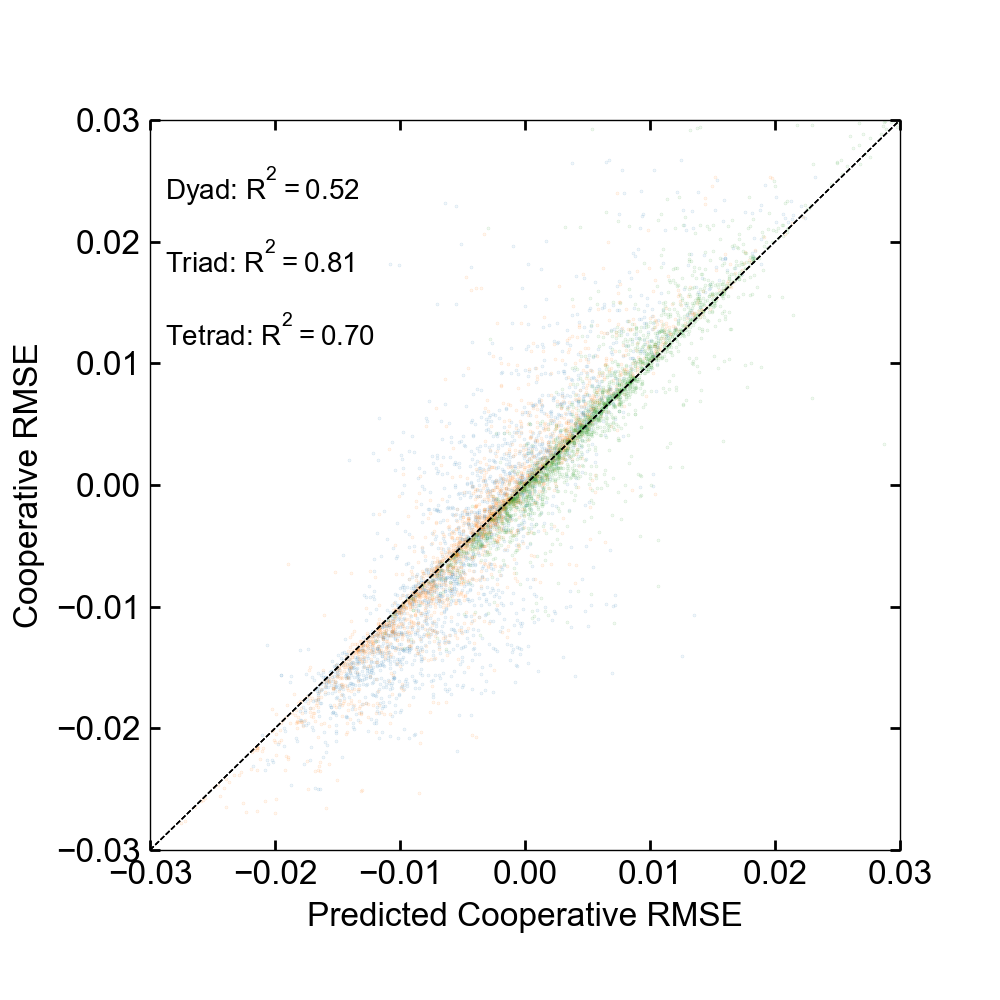 0.03
0.02
0.01
0.00
−0.01
−0.02
−0.03
Cooperative RMSE
Dyad: R² = 0.52
Triad: R² = 0.81
Tetrad: R² = 0.70
−0.03 −0.02 −0.01 0.00 0.01 0.02 0.03
Predicted Cooperative RMSE